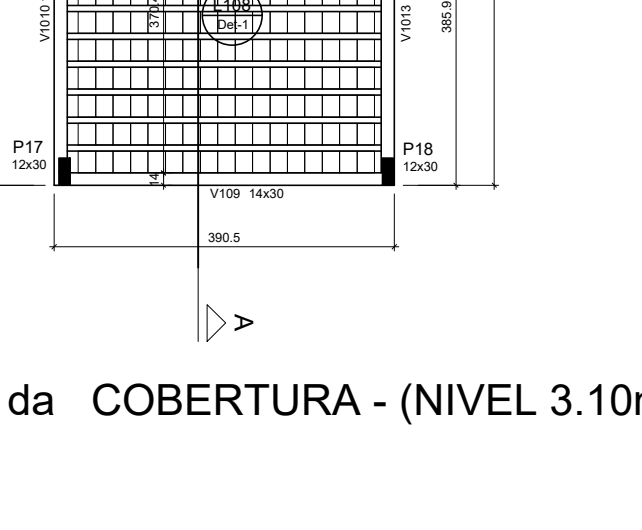 V1010
370.
L108
Det-1
V1013
385.9
P17
12x30
P18
12x30
14
V109 14x30
390.5
A
da COBERTURA - (NIVEL 3.10